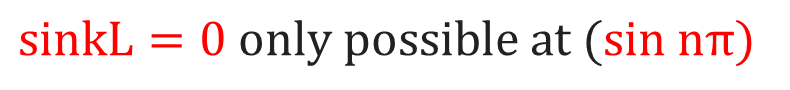 sinkL = 0 only possible at (sin nπ)